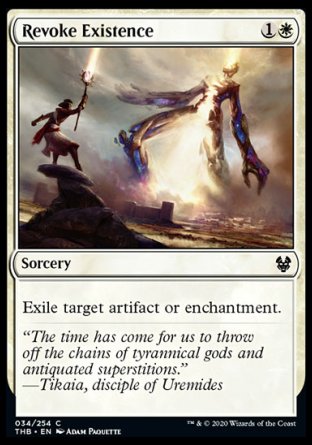 Revoke Existence 1
Sorcery
Exile target artifact or enchantment.
“The time has come for us to throw
off the chains of tyrannical gods and
antiquated superstitions.”
—Tikaia, disciple of Uremides
034/254 C
THB • EN Adam Paquette
™ & © 2020 Wizards of the Coast